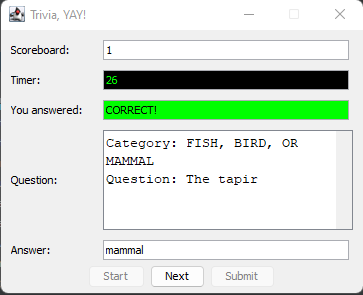 Trivia, YAY!
Scoreboard: 1
Timer: 26
You answered: CORRECT!
Category: FISH, BIRD, OR
MAMMAL
Question: The tapir
Question:
Answer: mammal
Start Next Submit